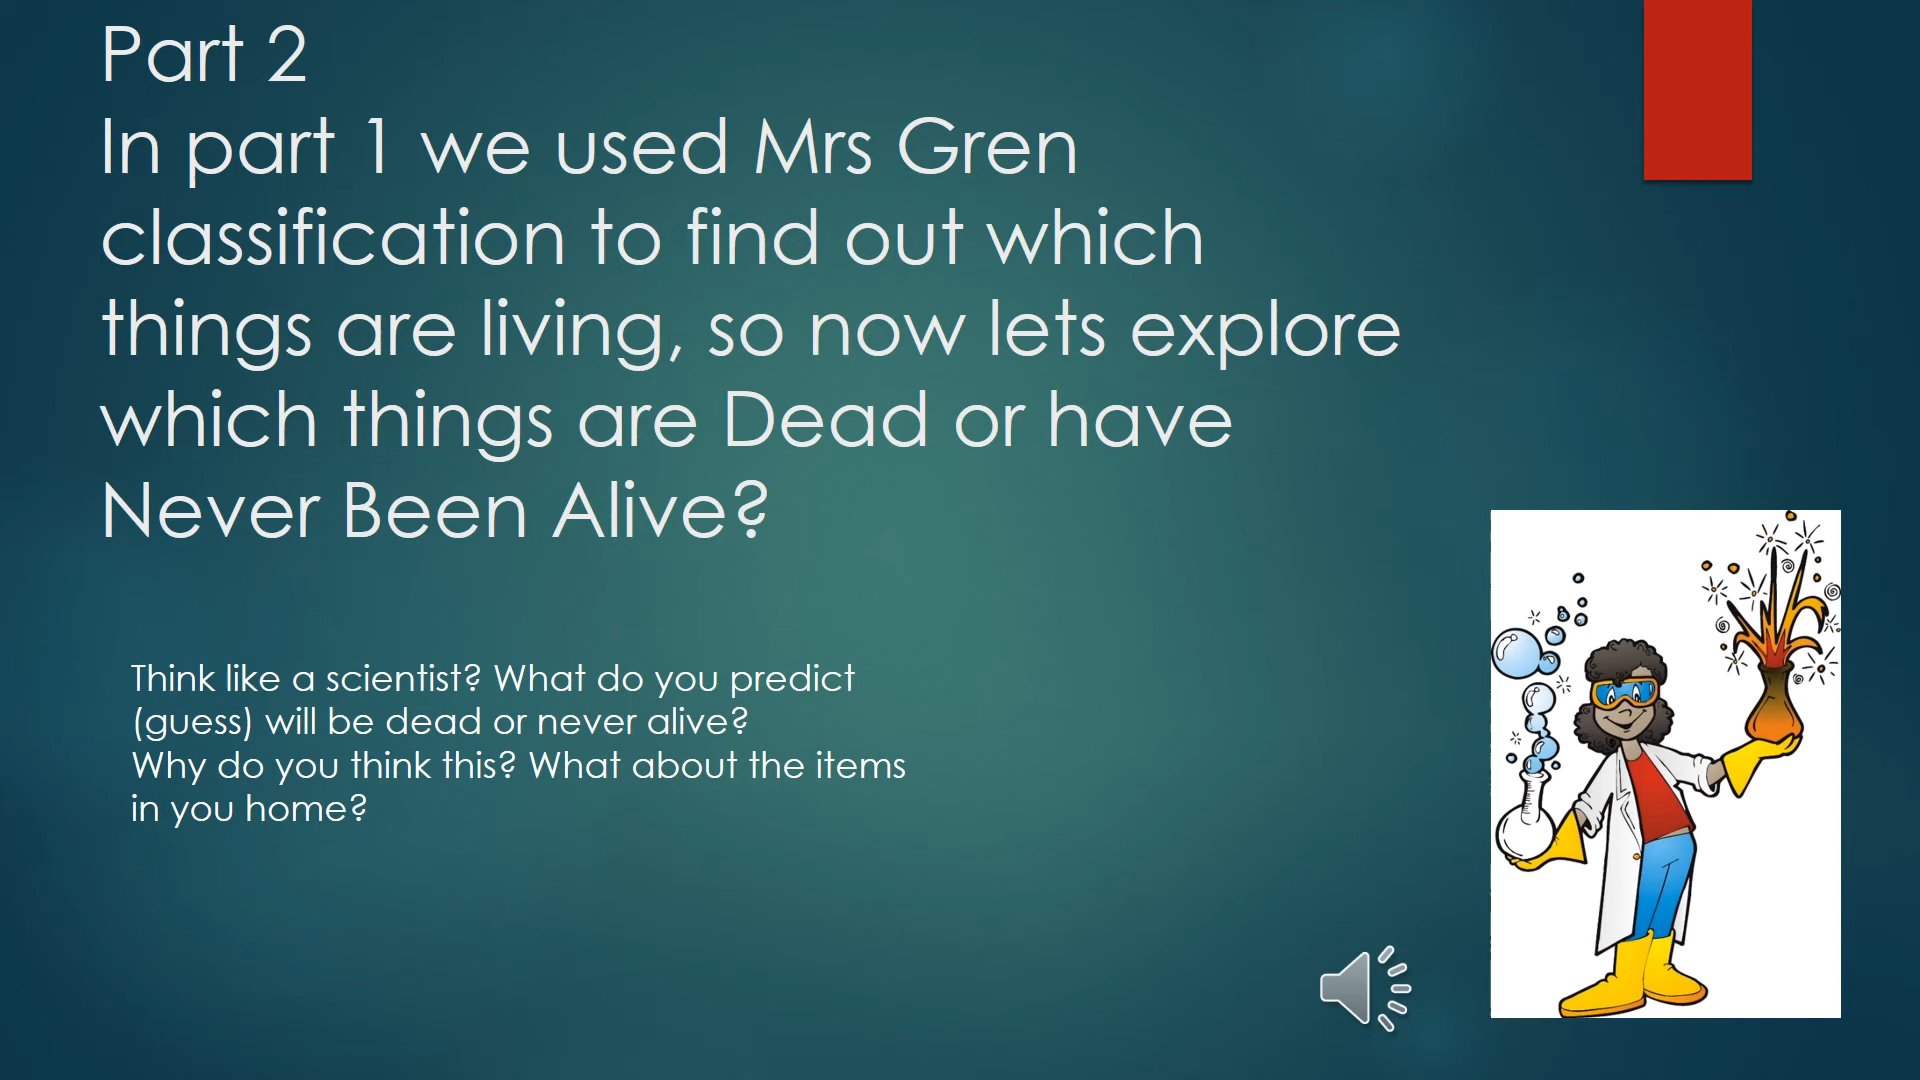 Part 2
In part 1 we used Mrs Gren
classification to find out which
things are living, so now lets explore
which things are Dead or have
Never Been Alive?
Think like a scientist? What do you predict
(guess) will be dead or never alive?
Why do you think this? What about the items
in you home?